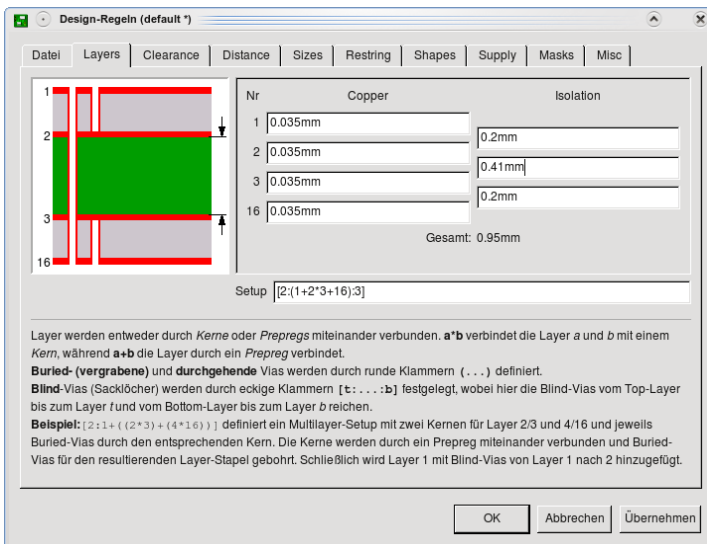 Design-Regeln (default *)
Datei Layers Clearance Distance Sizes Restring Shapes Supply Masks Misc
Nr Copper Isolation
1
2
3
16
1 0.035mm
0.2mm
2 0.035mm
0.41mm
3 0.035mm
0.2mm
16 0.035mm
Gesamt: 0.95mm
Setup [2:(1+2*3+16):3]
Layer werden entweder durch Kerne oder Prepregs miteinander verbunden. a*b verbindet die Layer a und b mit einem
Kern, während a+b die Layer durch ein Prepreg verbindet.
Buried- (vergrabene) und durchgehende Vias werden durch runde Klammern (...) definiert.
Blind-Vias (Sacklöcher) werden durch eckige Klammern [t:...:b] festgelegt, wobei hier die Blind-Vias vom Top-Layer
bis zum Layer t und vom Bottom-Layer bis zum Layer b reichen.
Beispiel: [2:1+((2*3)+(4*16))] definiert ein Multilayer-Setup mit zwei Kernen für Layer 2/3 und 4/16 und jeweils
Buried-Vias durch den entsprechenden Kern. Die Kerne werden durch ein Prepreg miteinander verbunden und Buried-
Vias für den resultierenden Layer-Stapel gebohrt. Schließlich wird Layer 1 mit Blind-Vias von Layer 1 nach 2 hinzugefügt.
OK Abbrechen Übernehmen